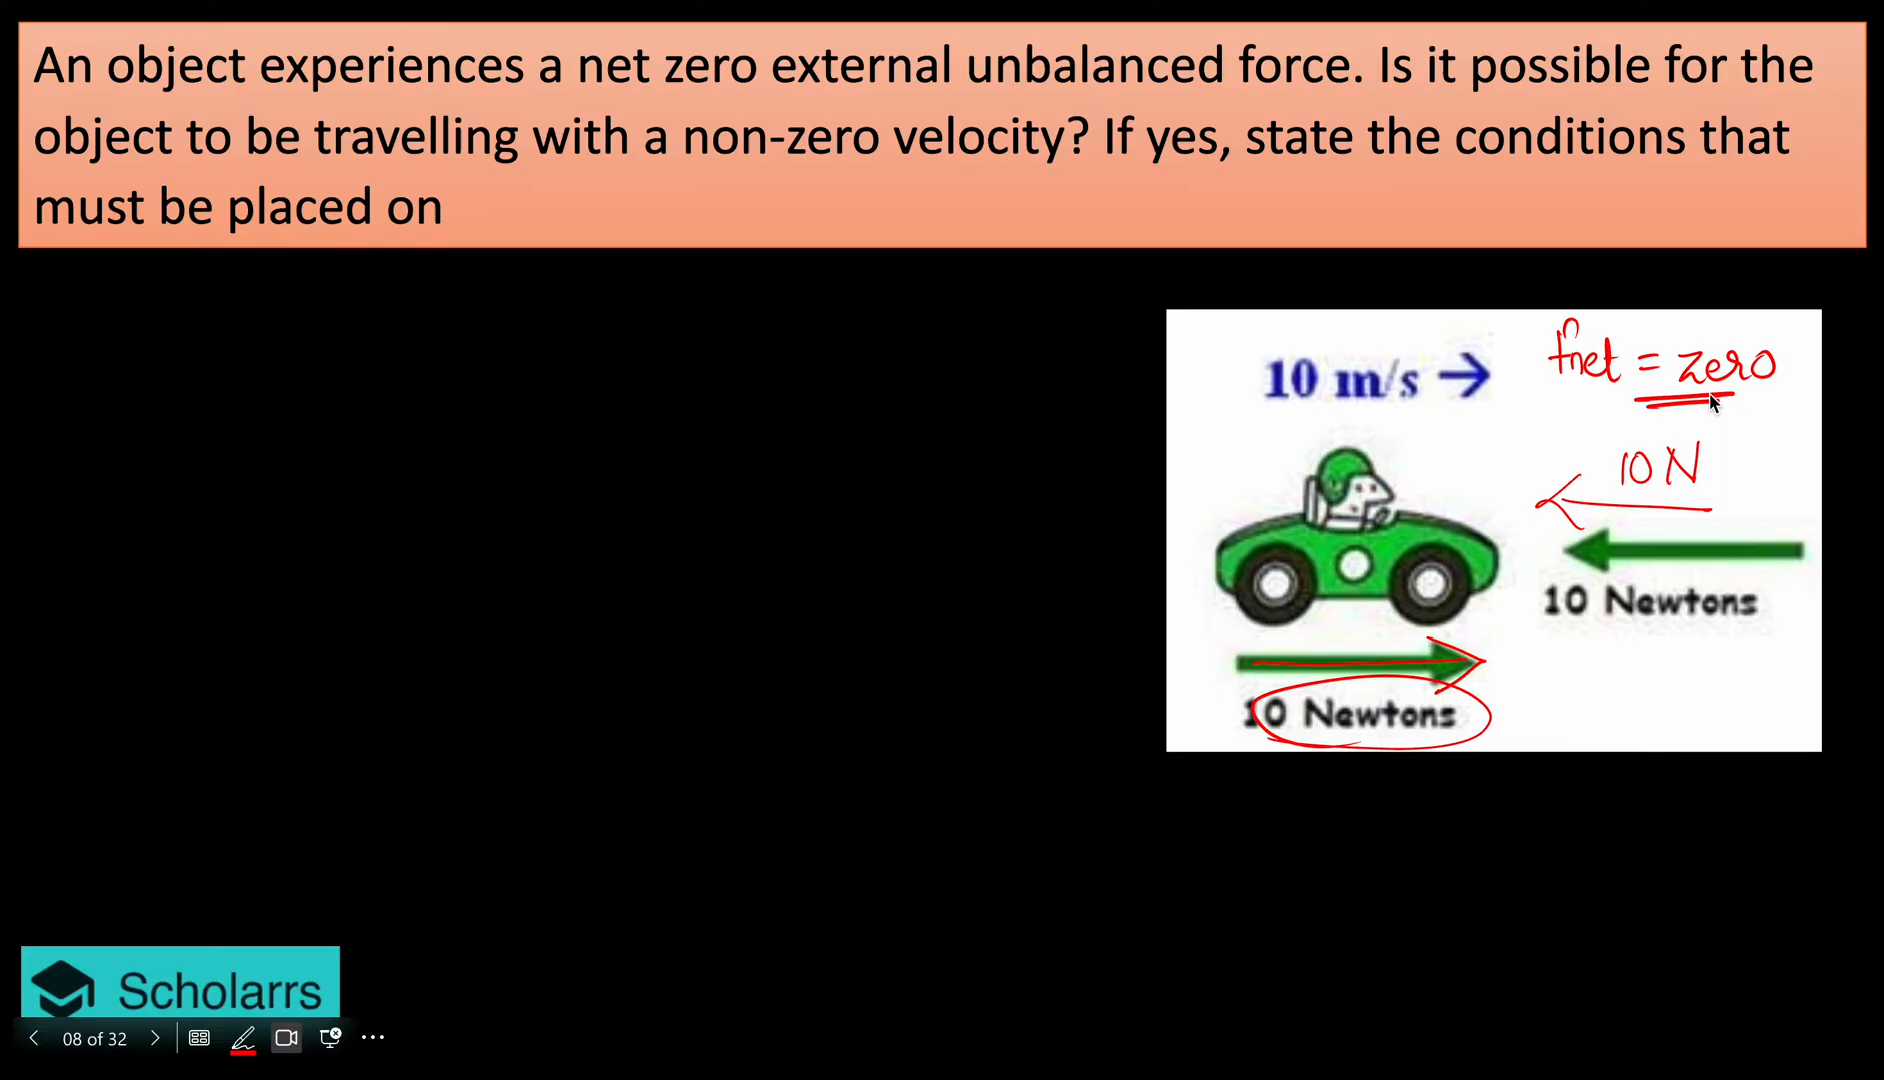 An object experiences a net zero external unbalanced force. Is it possible for the
object to be travelling with a non-zero velocity? If yes, state the conditions that
must be placed on
10 m/s →
fnet = zero
10 N
10 Newtons
10 Newtons
Scholarrs
08 of 32